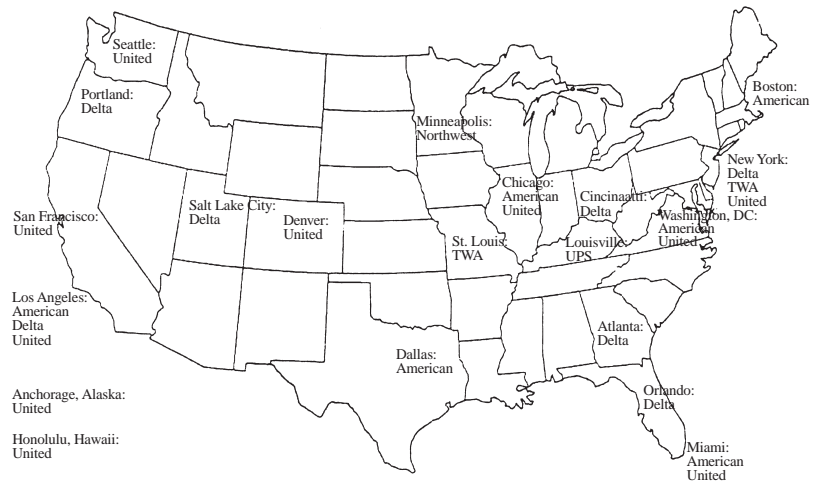 Seattle:
United
Portland:
Delta
Boston:
American
Minneapolis:
Northwest
New York:
Delta
TWA
United
Chicago:
American
United
Cincinaatti:
Delta
Salt Lake City:
Delta
Denver:
United
San Francisco:
United
Washington, DC:
American
United
St. Louis:
TWA
Louisville:
UPS
Los Angeles:
American
Delta
United
Atlanta:
Delta
Dallas:
American
Anchorage, Alaska:
United
Orlando:
Delta
Honolulu, Hawaii:
United
Miami:
American
United